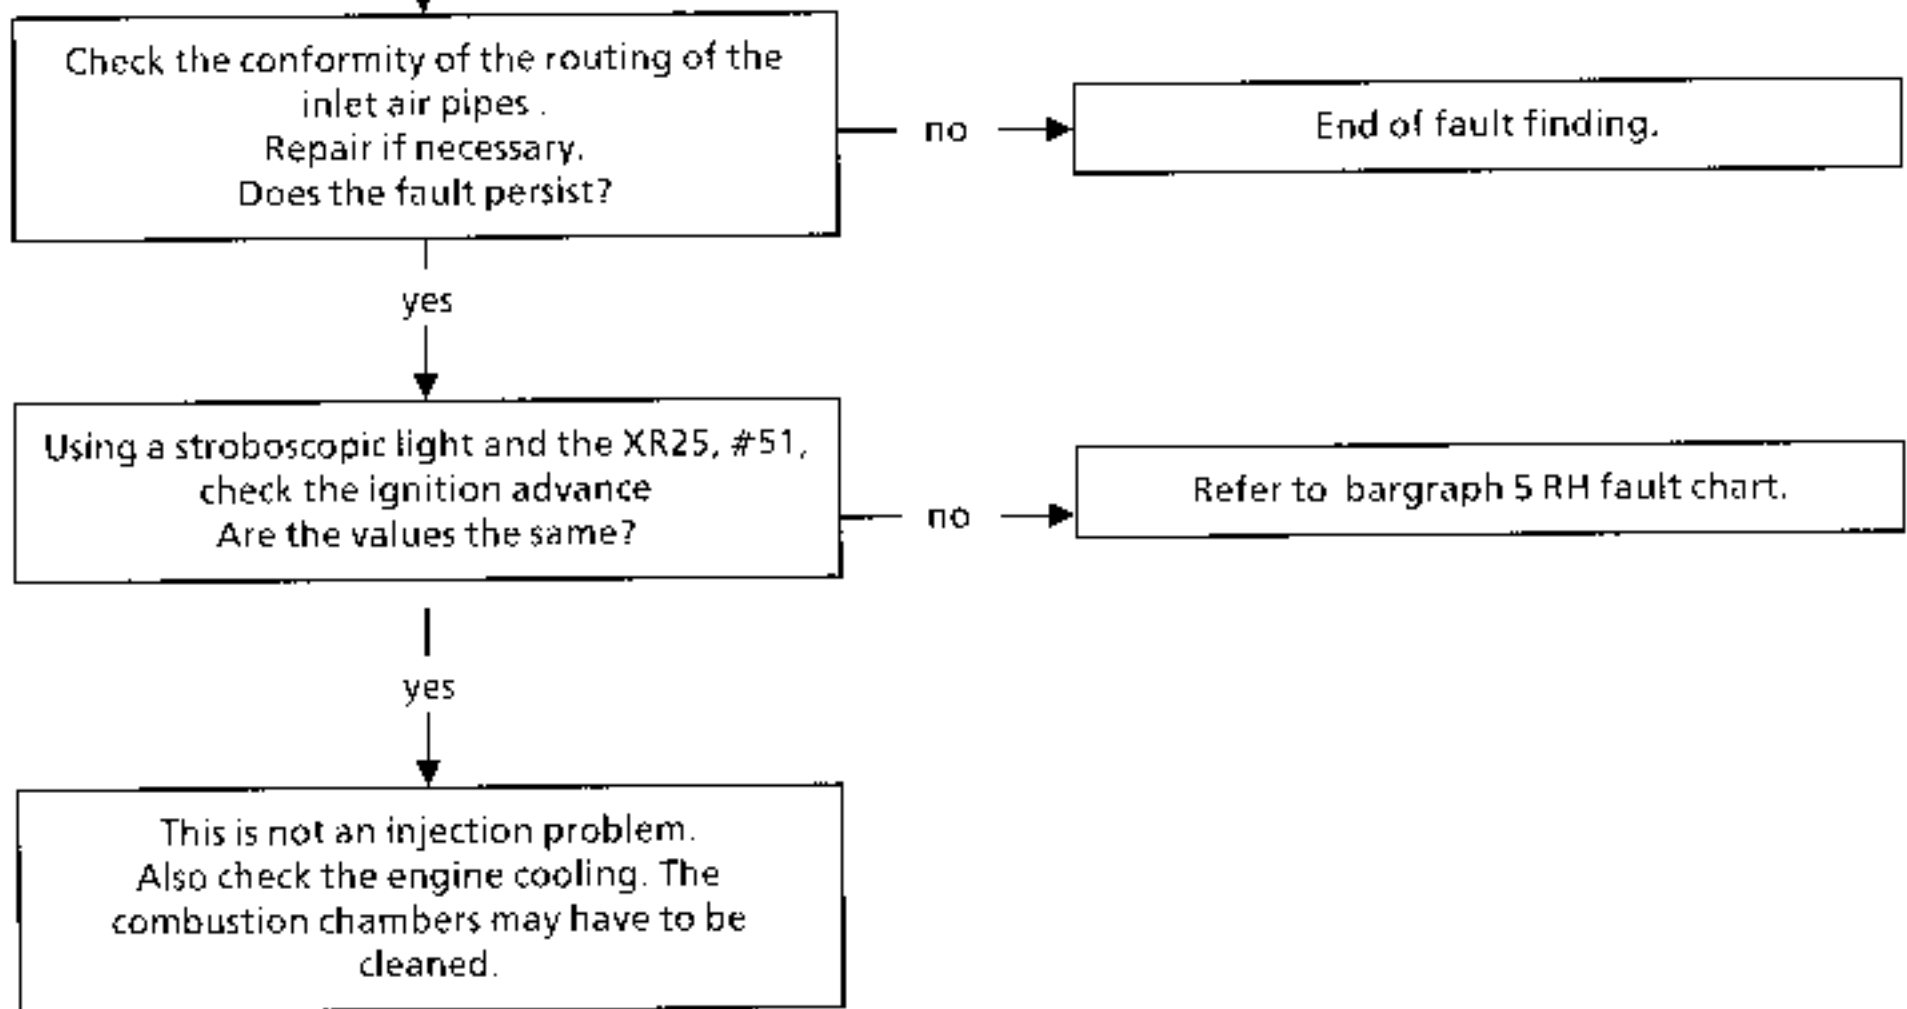 Check the conformity of the routing of the
inlet air pipes .
Repair if necessary.
Does the fault persist?
no
End of fault finding.
yes
Using a stroboscopic light and the XR25, #51,
check the ignition advance
Are the values the same?
no
Refer to bargraph 5 RH fault chart.
yes
This is not an injection problem.
Also check the engine cooling. The
combustion chambers may have to be
cleaned.